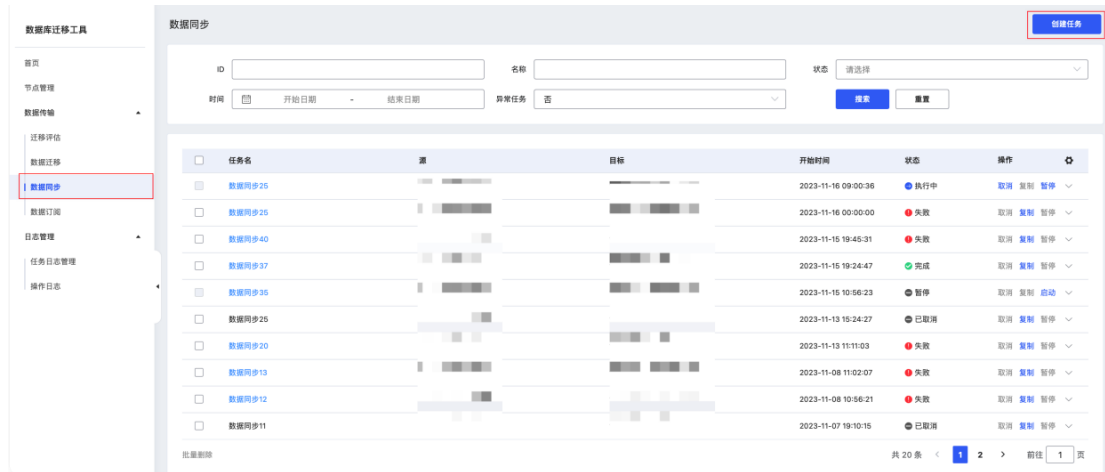 数据库迁移工具
首页
节点管理
数据传输
迁移评估
数据迁移
数据同步
数据订阅
日志管理
任务日志管理
操作日志
数据同步
创建任务
ID 名称 状态 请选择
时间 开始日期 - 结束日期 异常任务 否 搜索 重置
任务名 源 目标 开始时间 状态 操作
数据同步25 2023-11-16 09:00:36 执行中 取消 复制 暂停
数据同步25 2023-11-16 00:00:00 失败 取消 复制 暂停
数据同步40 2023-11-15 19:45:31 失败 取消 复制 暂停
数据同步37 2023-11-15 19:24:47 完成 取消 复制 暂停
数据同步35 2023-11-15 10:56:23 暂停 取消 复制 启动
数据同步25 2023-11-13 15:24:27 已取消 取消 复制 暂停
数据同步20 2023-11-13 11:11:03 失败 取消 复制 暂停
数据同步13 2023-11-08 11:02:07 失败 取消 复制 暂停
数据同步12 2023-11-08 10:56:21 失败 取消 复制 暂停
数据同步11 2023-11-07 19:10:15 已取消 取消 复制 暂停
批量删除 共 20 条 1 2 前往 1 页